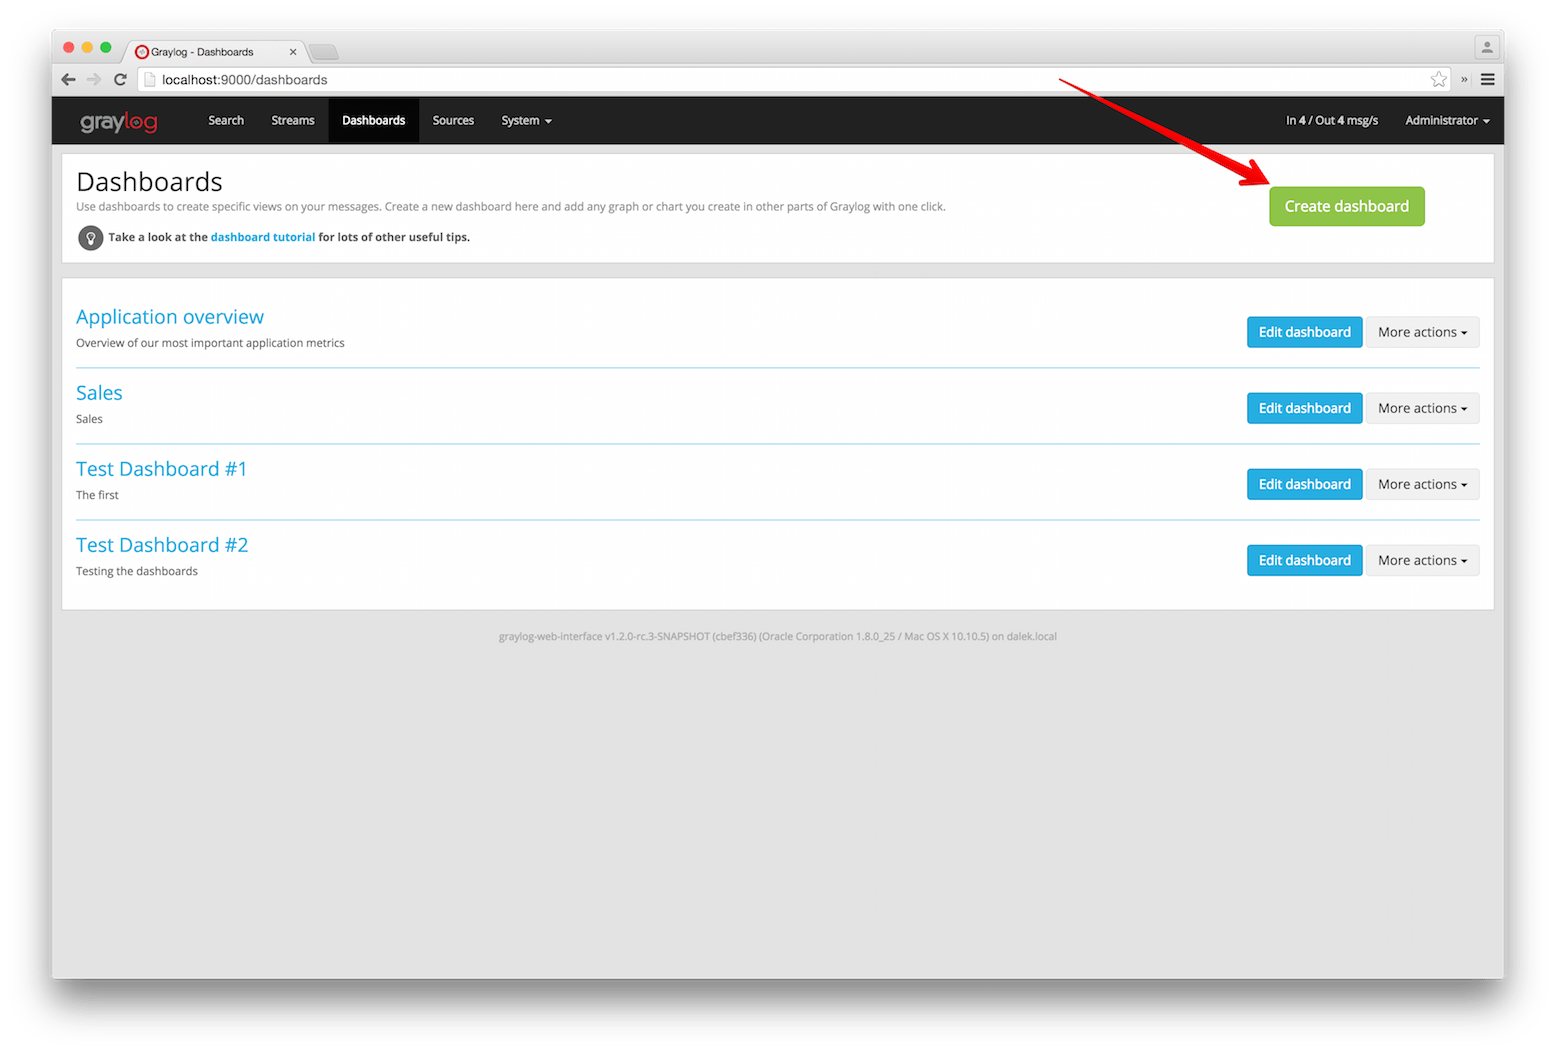 Graylog - Dashboards
localhost:9000/dashboards
graylog Search Streams Dashboards Sources System In 4 / Out 4 msg/s Administrator
Dashboards
Use dashboards to create specific views on your messages. Create a new dashboard here and add any graph or chart you create in other parts of Graylog with one click.
Create dashboard
Take a look at the dashboard tutorial for lots of other useful tips.
Application overview
Overview of our most important application metrics
Edit dashboard More actions
Sales
Sales
Edit dashboard More actions
Test Dashboard #1
The first
Edit dashboard More actions
Test Dashboard #2
Testing the dashboards
Edit dashboard More actions
graylog-web-interface v1.2.0-rc.3-SNAPSHOT (cbef336) (Oracle Corporation 1.8.0_25 / Mac OS X 10.10.5) on dalek.local